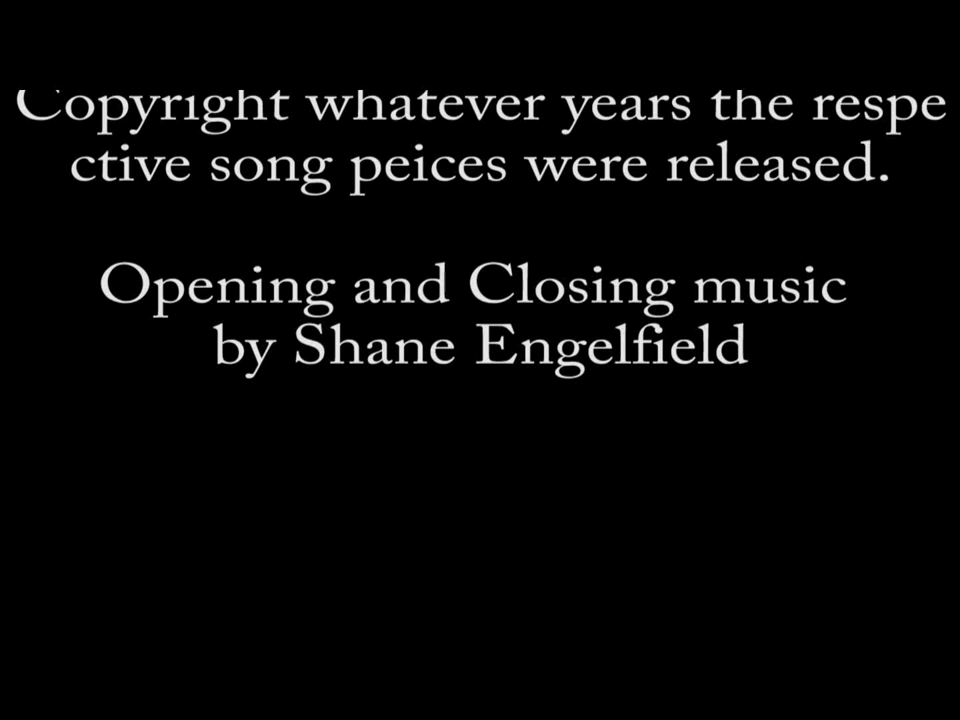 Copyright whatever years the respe
ctive song peices were released.
Opening and Closing music
by Shane Engelfield